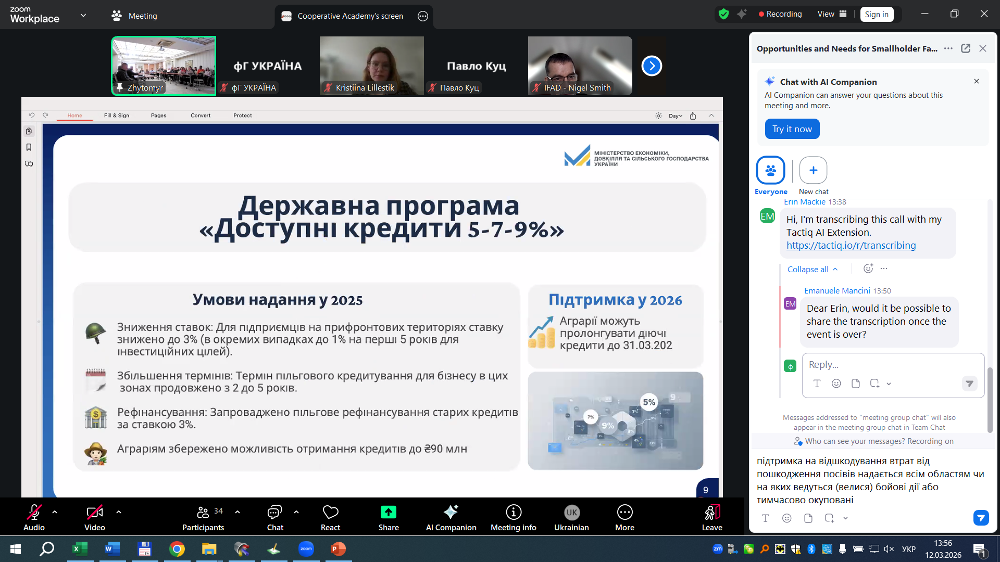 zoom
Workplace
Meeting
Cooperative Academy's screen
Recording
View
Sign in
Zhytomyr
фГ УКРАЇНА
фГ УКРАЇНА
Kristiina Lillestik
Павло Куц
Павло Куц
IFAD - Nigel Smith
Home
Fill & Sign
Pages
Convert
Protect
Day
МІНІСТЕРСТВО ЕКОНОМІКИ,
ДОВКІЛЛЯ ТА СІЛЬСЬКОГО ГОСПОДАРСТВА
УКРАЇНИ
Державна програма
«Доступні кредити 5-7-9%»
Умови надання у 2025
Зниження ставок: Для підприємців на прифронтових територіях ставку
знижено до 3% (в окремих випадках до 1% на перші 5 років для
інвестиційних цілей).
Збільшення термінів: Термін пільгового кредитування для бізнесу в цих
зонах продовжено з 2 до 5 років.
Рефінансування: Запроваджено пільгове рефінансування старих кредитів
за ставкою 3%.
Аграріям збережено можливість отримання кредитів до ₴90 млн
Підтримка у 2026
Аграрії можуть
пролонгувати діючі
кредити до 31.03.202
5%
7%
9%
3%
9
Opportunities and Needs for Smallholder Fa...
Chat with AI Companion
AI Companion can answer your questions about this
meeting and more.
Try it now
Everyone
New chat
Erin Mackie 13:38
EM
Hi, I'm transcribing this call with my
Tactiq AI Extension.
https://tactiq.io/r/transcribing
Collapse all
Emanuele Mancini 13:50
EM
Dear Erin, would it be possible to
share the transcription once the
event is over?
ф
Reply...
Messages addressed to "meeting group chat" will also
appear in the meeting group chat in Team Chat
Who can see your messages? Recording on
підтримка на відшкодування втрат від
пошкодження посівів надається всім областям чи
на яких ведуться (велися) бойові дії або
тимчасово окуповані
Audio
Video
34
Participants
Chat
React
Share
AI Companion
Meeting info
UK
Ukrainian
More
Leave
zoom
zm
УКР
13:56
12.03.2026
1